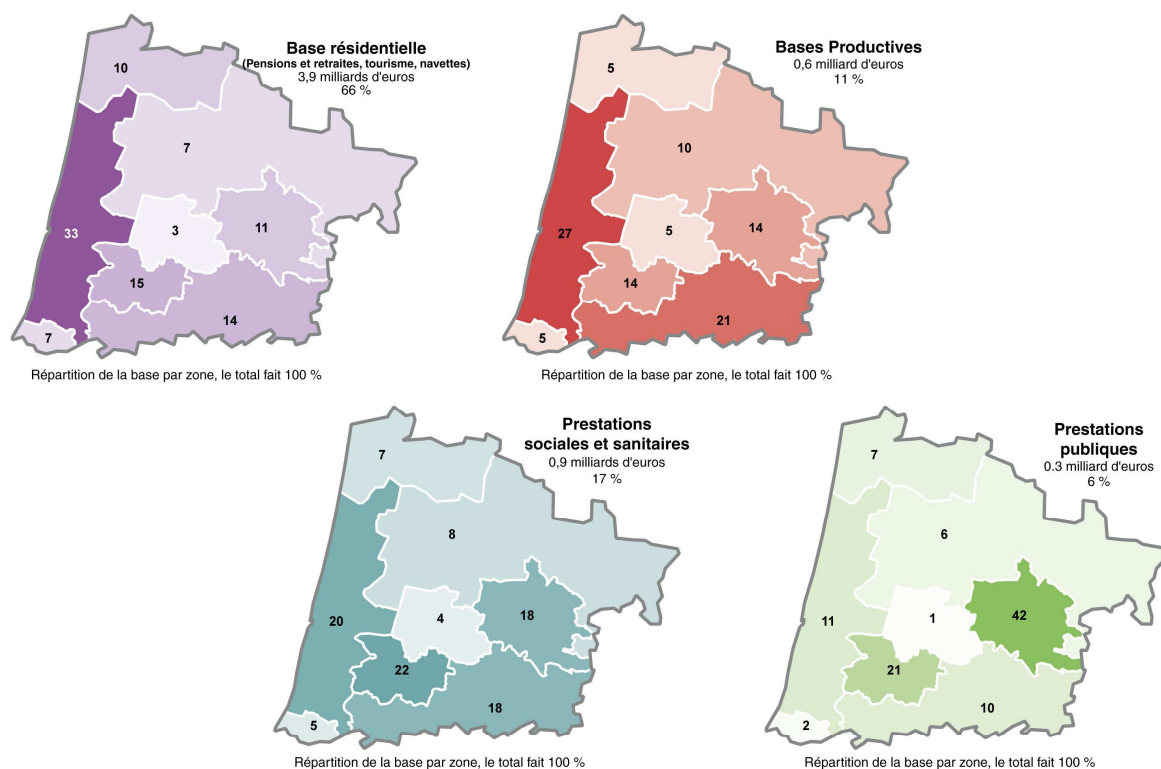 Base résidentielle
(Pensions et retraites, tourisme, navettes)
3,9 milliards d'euros
66 %
10
7
33
3
11
15
14
7
Répartition de la base par zone, le total fait 100 %
Bases Productives
0,6 milliard d'euros
11 %
5
10
27
5
14
14
21
5
Répartition de la base par zone, le total fait 100 %
Prestations
sociales et sanitaires
0,9 milliards d'euros
17 %
7
8
20
4
18
22
18
5
Répartition de la base par zone, le total fait 100 %
Prestations
publiques
0.3 milliard d'euros
6 %
7
6
11
1
42
21
10
2
Répartition de la base par zone, le total fait 100 %